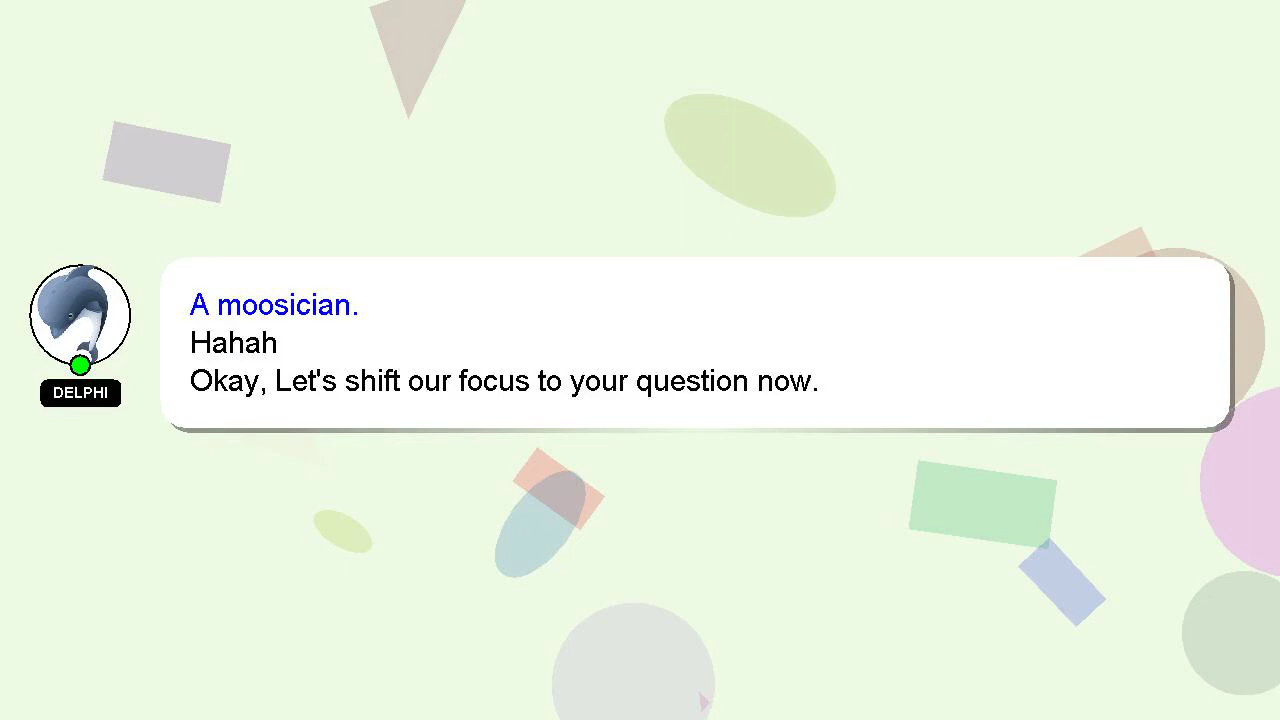 A moosician.
Hahah
Okay, Let's shift our focus to your question now.
DELPHI